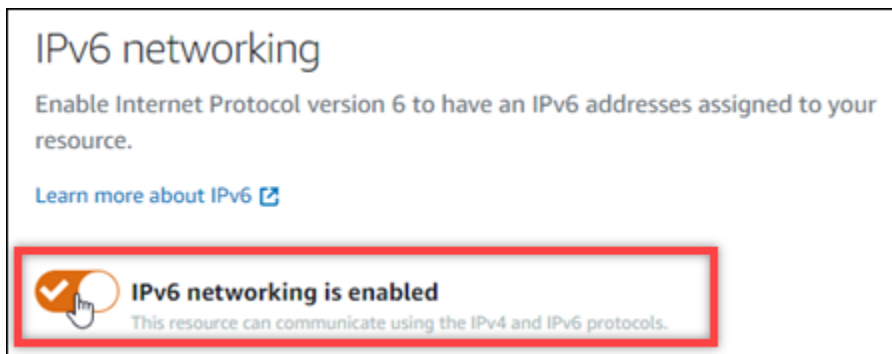 IPv6 networking
Enable Internet Protocol version 6 to have an IPv6 addresses assigned to your
resource.
Learn more about IPv6
IPv6 networking is enabled
This resource can communicate using the IPv4 and IPv6 protocols.